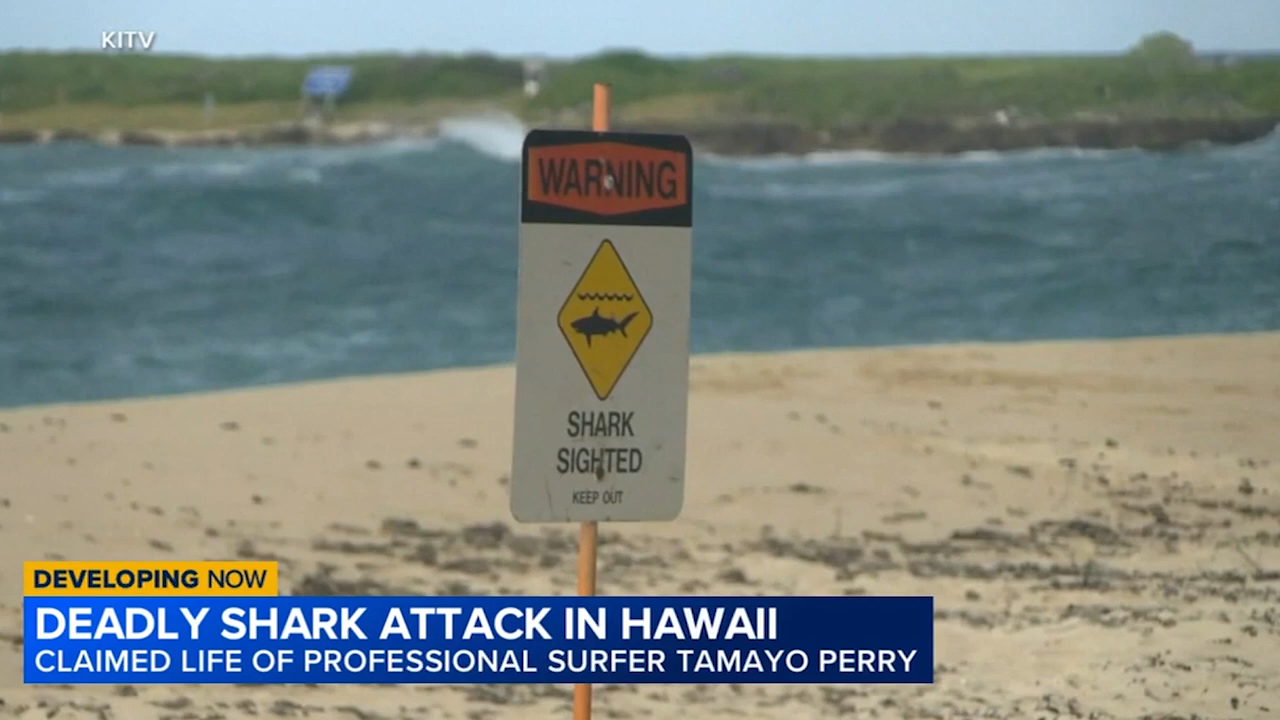 KITV
WARNING
SHARK
SIGHTED
KEEP OUT
DEVELOPING NOW
DEADLY SHARK ATTACK IN HAWAII
CLAIMED LIFE OF PROFESSIONAL SURFER TAMAYO PERRY